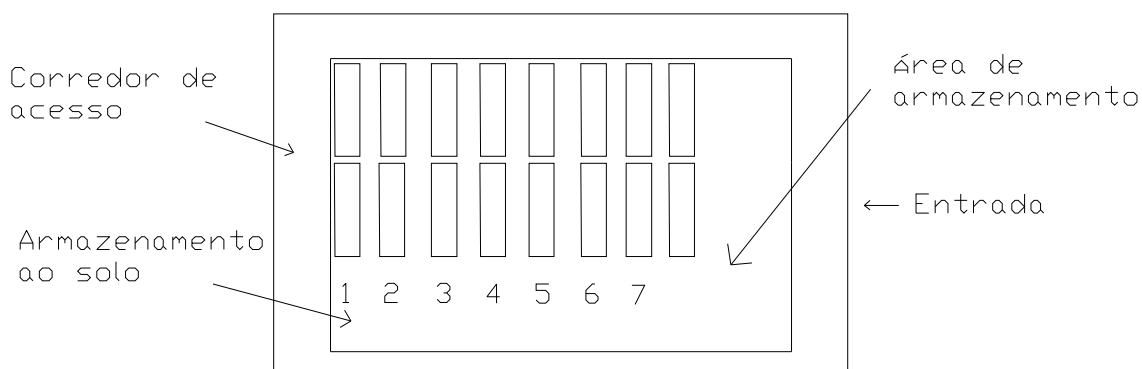 Corredor de
acesso
Área de
armazenamento
Entrada
Armazenamento
ao solo
1 2 3 4 5 6 7